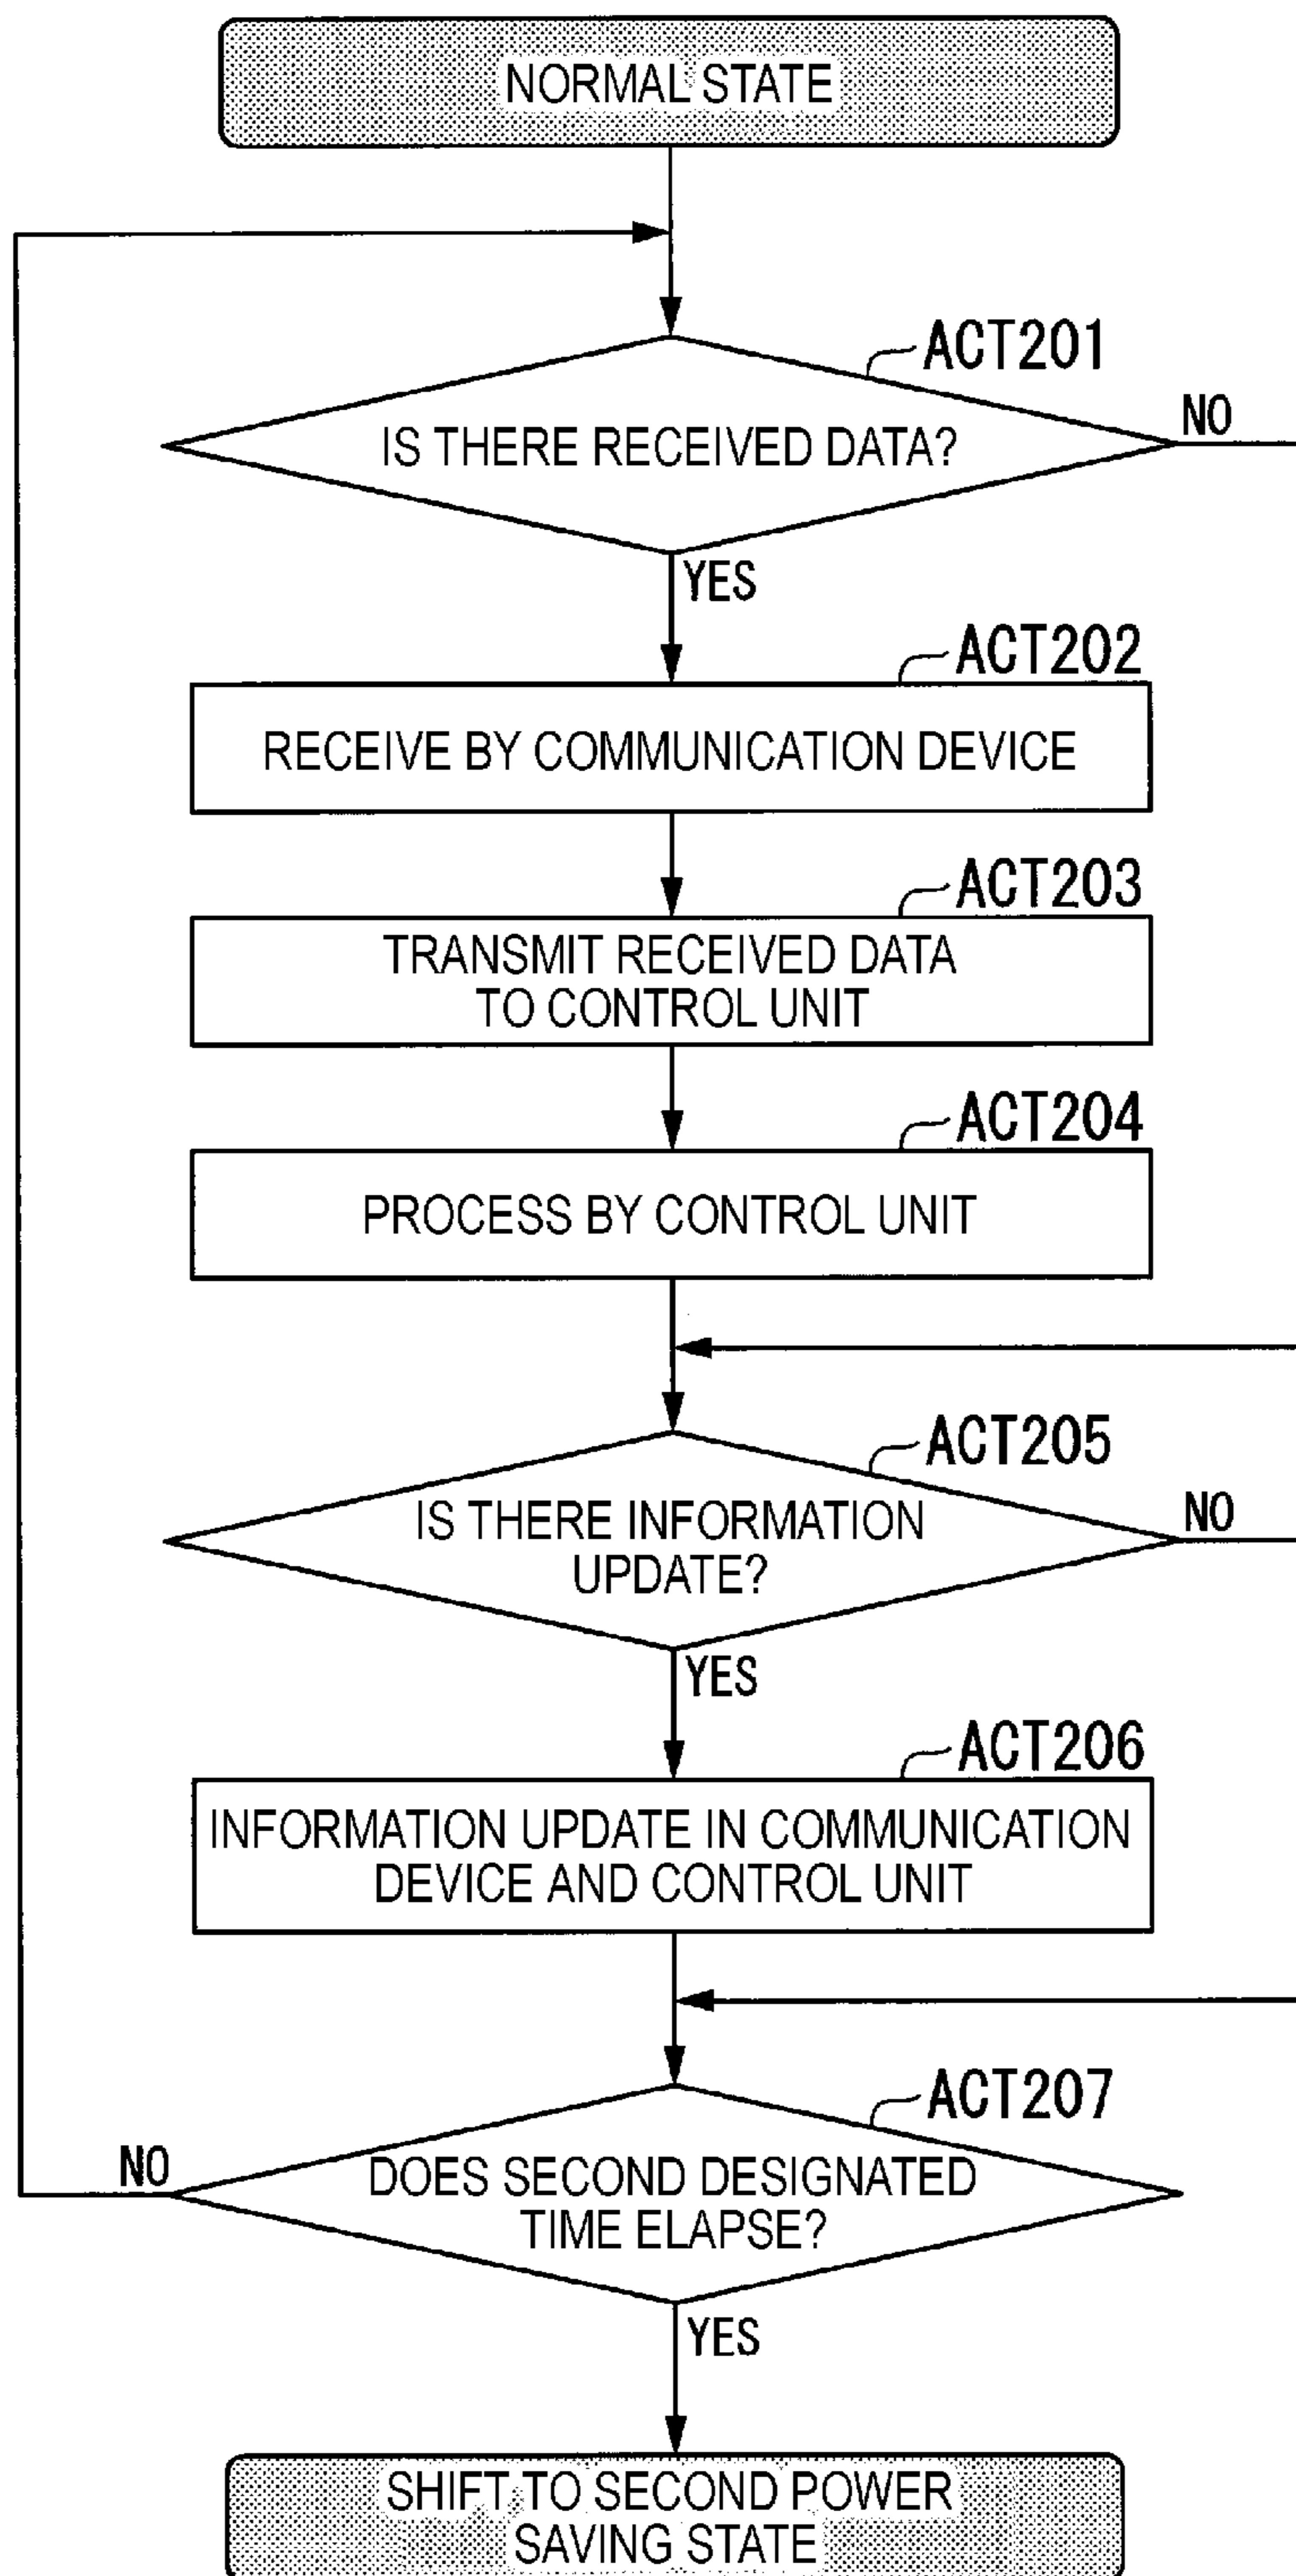 NORMAL STATE
ACT201
IS THERE RECEIVED DATA?
NO
YES
ACT202
RECEIVE BY COMMUNICATION DEVICE
ACT203
TRANSMIT RECEIVED DATA
TO CONTROL UNIT
ACT204
PROCESS BY CONTROL UNIT
ACT205
IS THERE INFORMATION
UPDATE?
NO
YES
ACT206
INFORMATION UPDATE IN COMMUNICATION
DEVICE AND CONTROL UNIT
ACT207
NO
DOES SECOND DESIGNATED
TIME ELAPSE?
YES
SHIFT TO SECOND POWER
SAVING STATE